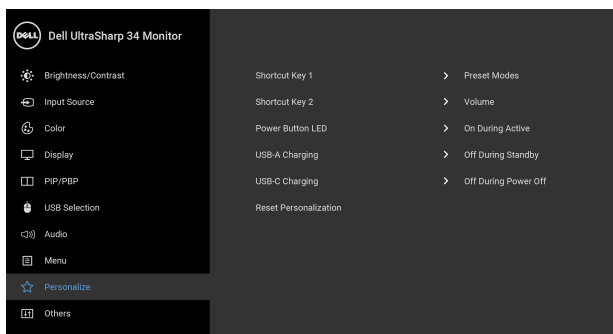 DELL Dell UltraSharp 34 Monitor
Brightness/Contrast
Input Source
Color
Display
PIP/PBP
USB Selection
Audio
Menu
Personalize
Others
Shortcut Key 1 > Preset Modes
Shortcut Key 2 > Volume
Power Button LED > On During Active
USB-A Charging > Off During Standby
USB-C Charging > Off During Power Off
Reset Personalization